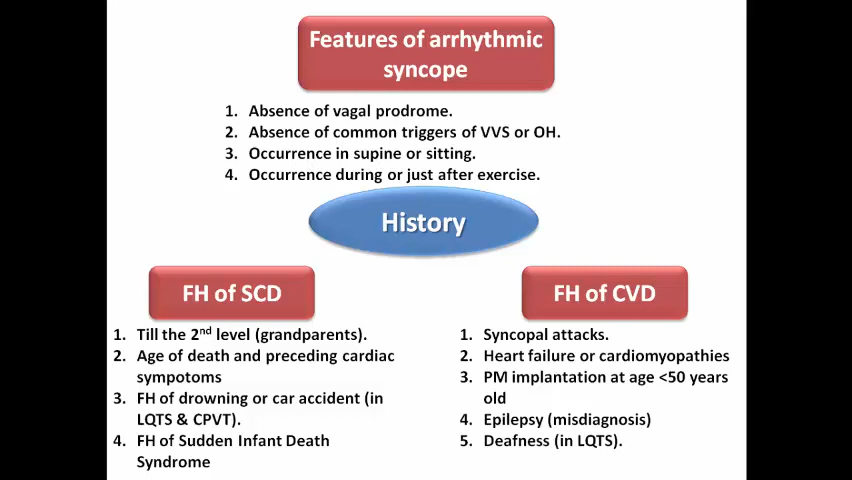 Features of arrhythmic
syncope
1. Absence of vagal prodrome.
2. Absence of common triggers of VVS or OH.
3. Occurrence in supine or sitting.
4. Occurrence during or just after exercise.
History
FH of SCD
1. Till the 2nd level (grandparents).
2. Age of death and preceding cardiac
sympotoms
3. FH of drowning or car accident (in
LQTS & CPVT).
4. FH of Sudden Infant Death
Syndrome
FH of CVD
1. Syncopal attacks.
2. Heart failure or cardiomyopathies
3. PM implantation at age <50 years
old
4. Epilepsy (misdiagnosis)
5. Deafness (in LQTS).